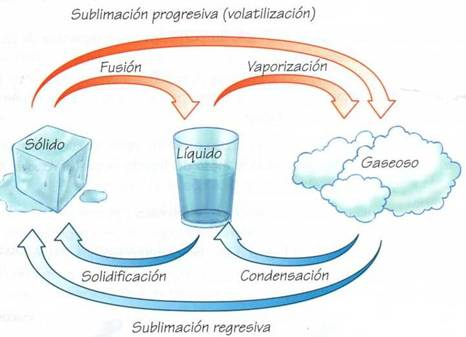 Sublimación progresiva (volatilización)
Fusión
Vaporización
Sólido
Líquido
Gaseoso
Solidificación
Condensación
Sublimación regresiva